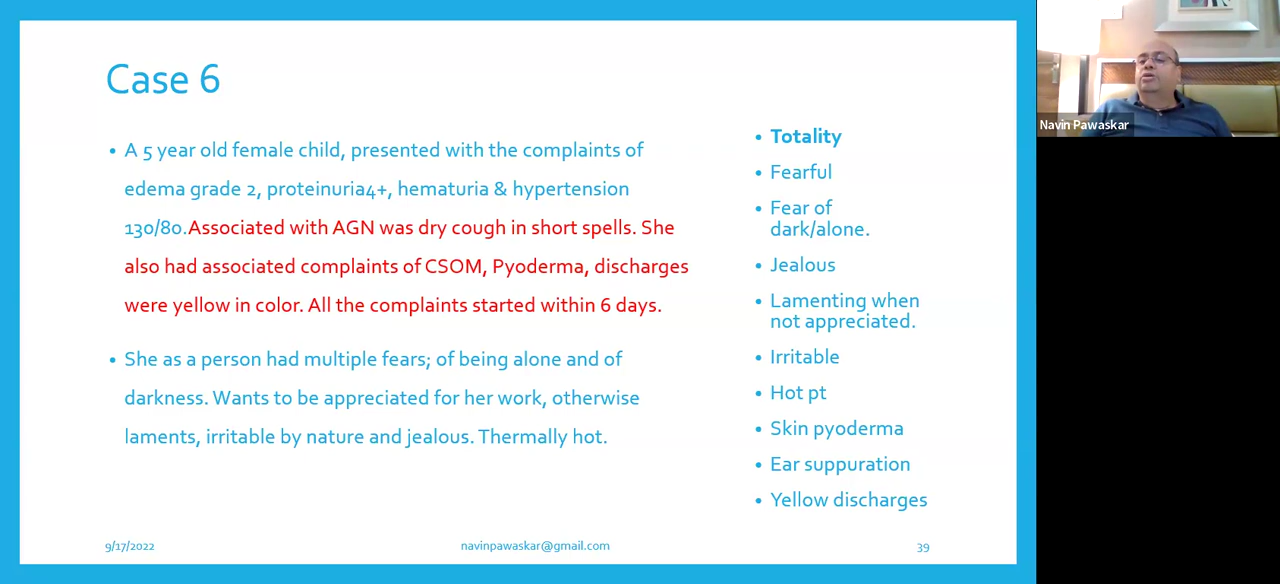 Case 6
• A 5 year old female child, presented with the complaints of
edema grade 2, proteinuria4+, hematuria & hypertension
130/80.Associated with AGN was dry cough in short spells. She
also had associated complaints of CSOM, Pyoderma, discharges
were yellow in color. All the complaints started within 6 days.
• She as a person had multiple fears; of being alone and of
darkness. Wants to be appreciated for her work, otherwise
laments, irritable by nature and jealous. Thermally hot.
• Totality
• Fearful
• Fear of
dark/alone.
• Jealous
• Lamenting when
not appreciated.
• Irritable
• Hot pt
• Skin pyoderma
• Ear suppuration
• Yellow discharges
9/17/2022
navinpawaskar@gmail.com
39
Navin Pawaskar